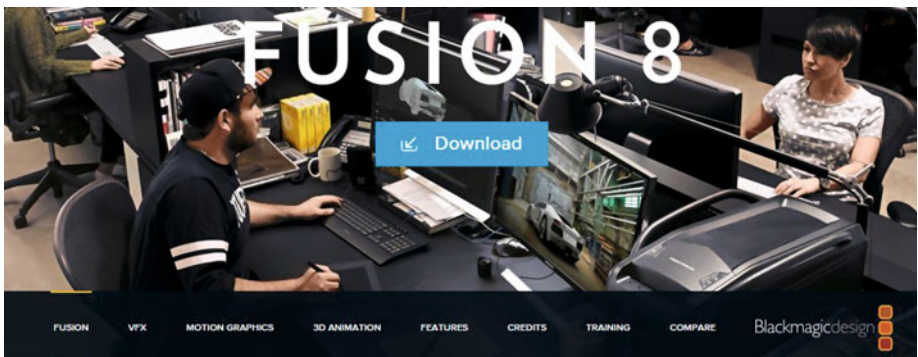 FUSION 8
Download
FUSION VFX MOTION GRAPHICS 3D ANIMATION FEATURES CREDITS TRAINING COMPARE Blackmagicdesign